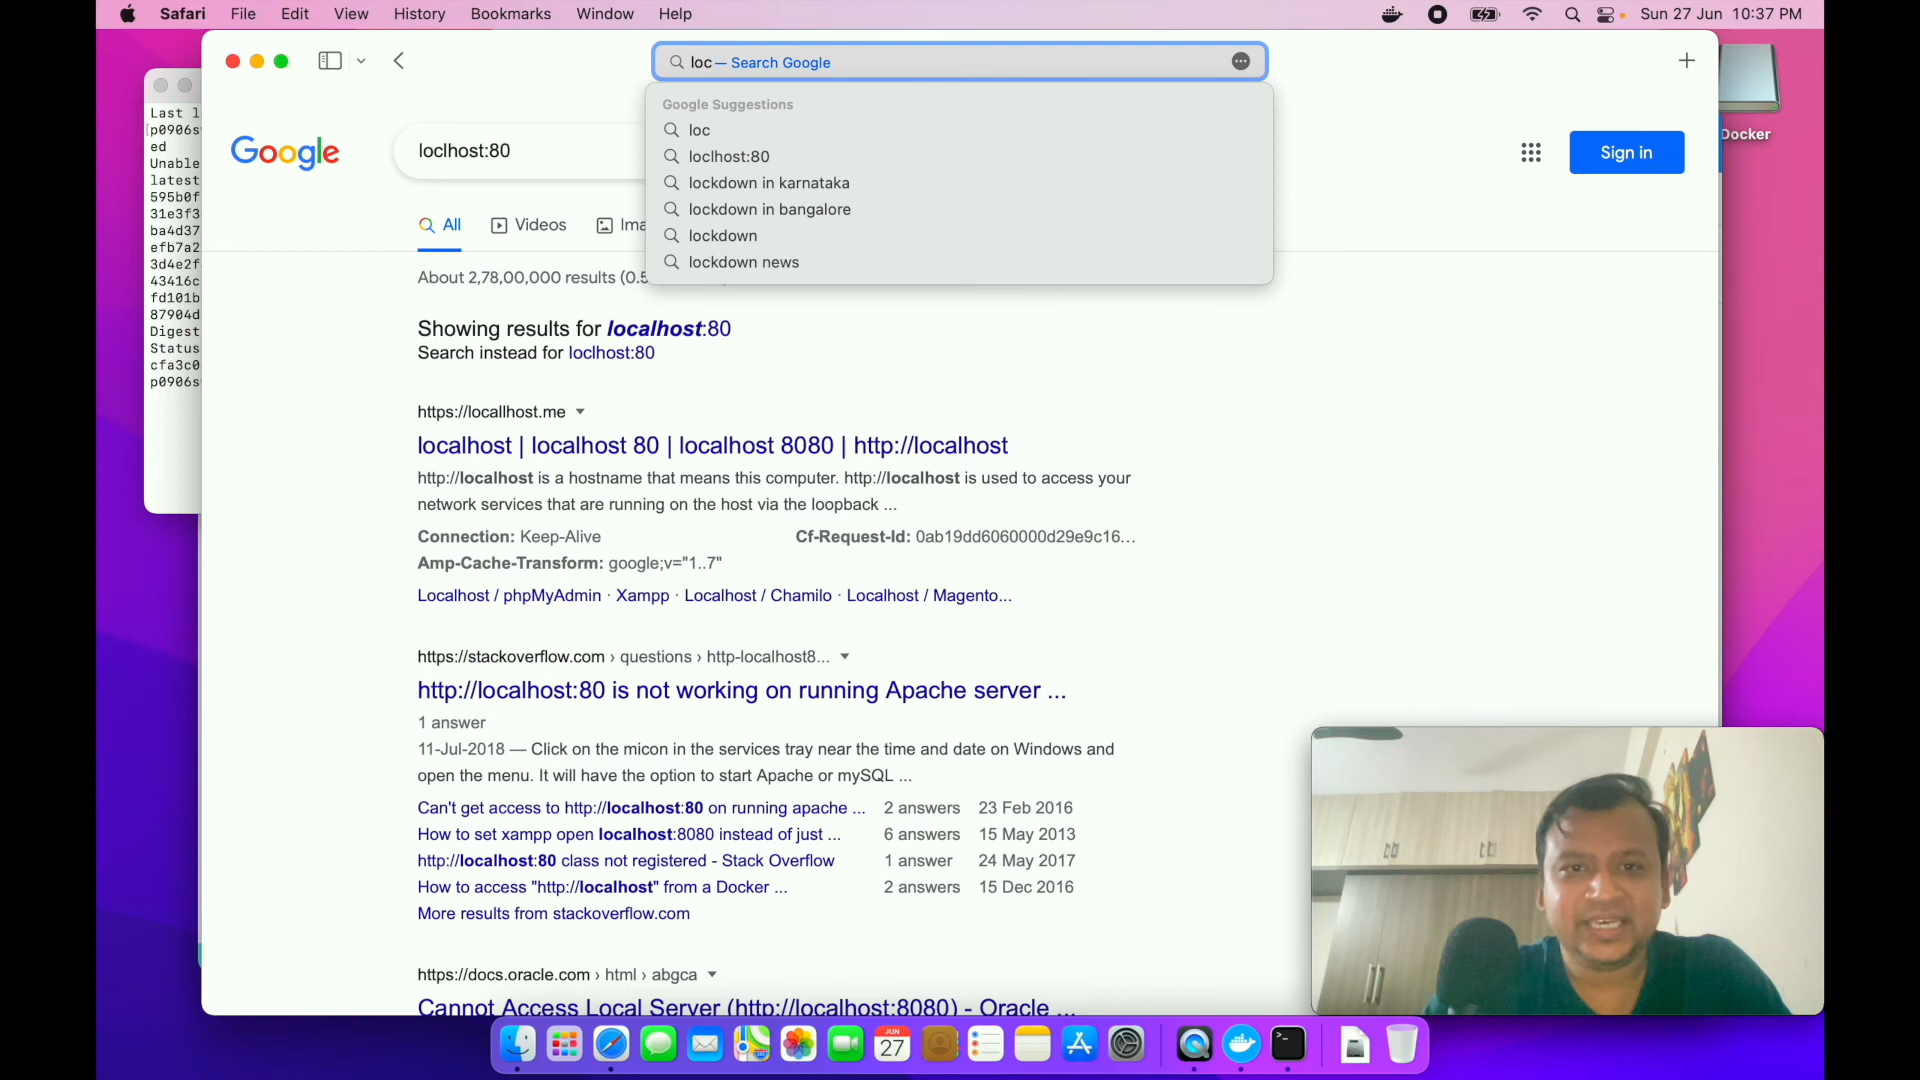 Safari File Edit View History Bookmarks Window Help Sun 27 Jun 10:37 PM
loc — Search Google
Google Suggestions
loc
loclhost:80
lockdown in karnataka
lockdown in bangalore
lockdown
lockdown news
Google
loclhost:80
Sign in
Docker
All Videos Ima
About 2,78,00,000 results (0.5
Showing results for localhost:80
Search instead for loclhost:80
https://locallhost.me
localhost | localhost 80 | localhost 8080 | http://localhost
http://localhost is a hostname that means this computer. http://localhost is used to access your
network services that are running on the host via the loopback ...
Connection: Keep-Alive Cf-Request-Id: 0ab19dd6060000d29e9c16...
Amp-Cache-Transform: google;v="1..7"
Localhost / phpMyAdmin · Xampp · Localhost / Chamilo · Localhost / Magento...
https://stackoverflow.com › questions › http-localhost8...
http://localhost:80 is not working on running Apache server ...
1 answer
11-Jul-2018 — Click on the micon in the services tray near the time and date on Windows and
open the menu. It will have the option to start Apache or mySQL ...
Can't get access to http://localhost:80 on running apache ... 2 answers 23 Feb 2016
How to set xampp open localhost:8080 instead of just ... 6 answers 15 May 2013
http://localhost:80 class not registered - Stack Overflow 1 answer 24 May 2017
How to access "http://localhost" from a Docker ... 2 answers 15 Dec 2016
More results from stackoverflow.com
https://docs.oracle.com › html › abgca
Cannot Access Local Server (http://localhost:8080) - Oracle ...
Last l
[p0906s
ed
Unable
latest
595b0f
31e3f3
ba4d37
efb7a2
3d4e2f
43416c
fd101b
87904d
Digest
Status
cfa3c0
p0906s
JUN
27